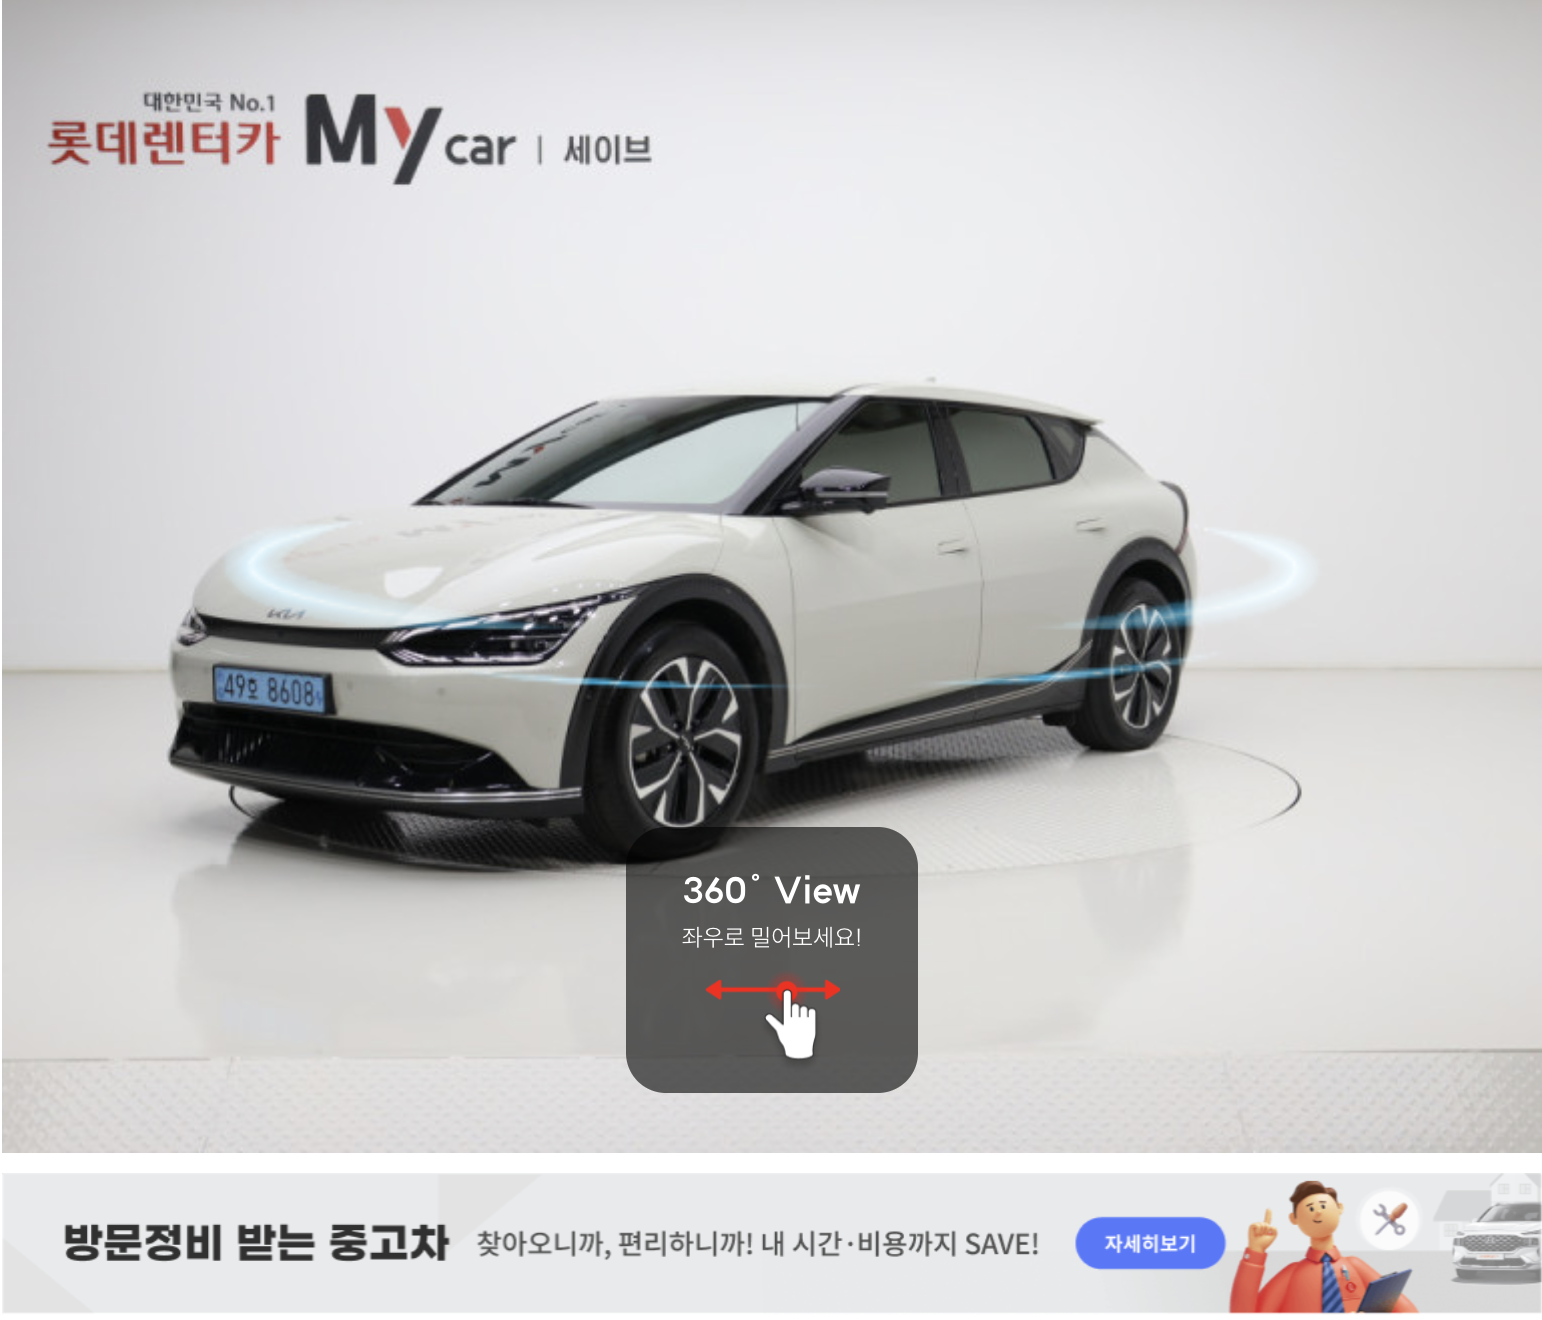 대한민국 No.1
롯데렌터카 My car | 세이브
KIA
49호 8608
360° View
좌우로 밀어보세요!
방문정비 받는 중고차 찾아오니까, 편리하니까! 내 시간·비용까지 SAVE! 자세히보기